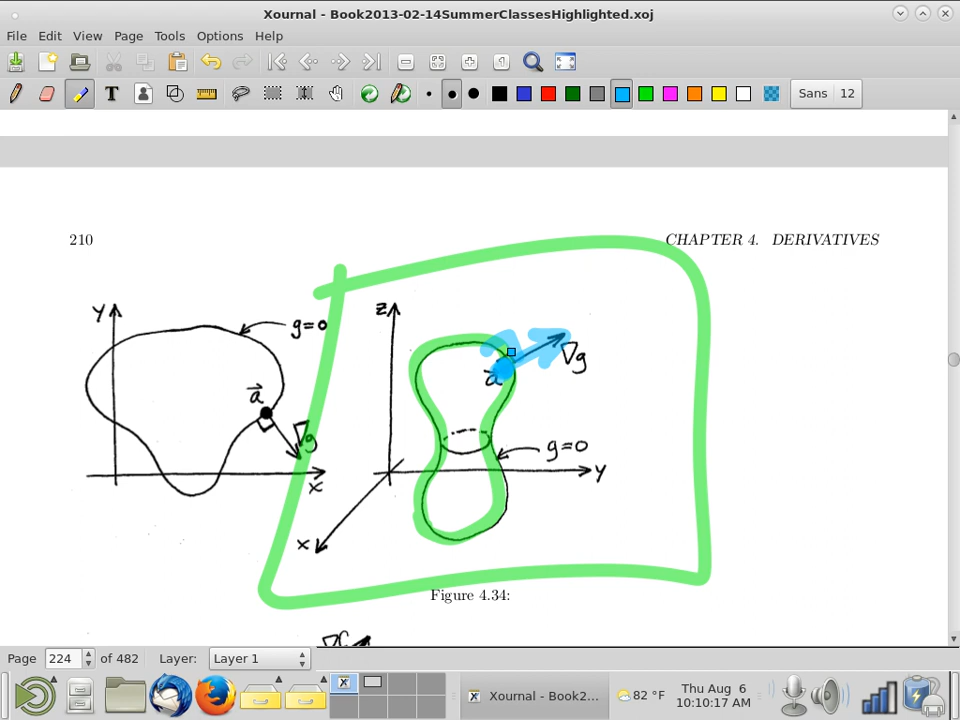 Xournal - Book2013-02-14SummerClassesHighlighted.xoj
File Edit View Page Tools Options Help
T Sans 12
210 CHAPTER 4. DERIVATIVES
y g=0 a⃗ ∇g x
z a⃗ ∇g g=0 y x
Figure 4.34:
Page 224 of 482 Layer: Layer 1
Xournal - Book2... 82 °F Thu Aug 6
10:10:17 AM